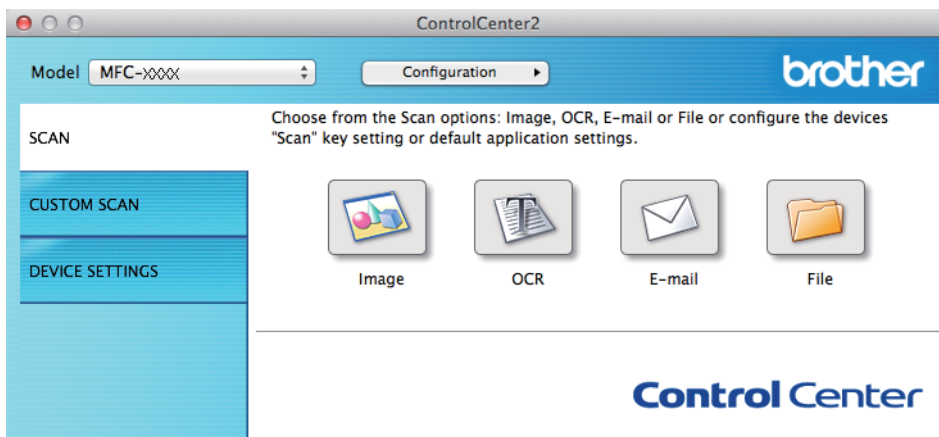 ControlCenter2
Model MFC-XXXX Configuration
brother
SCAN
CUSTOM SCAN
DEVICE SETTINGS
Choose from the Scan options: Image, OCR, E-mail or File or configure the devices
"Scan" key setting or default application settings.
Image OCR E-mail File
Control Center